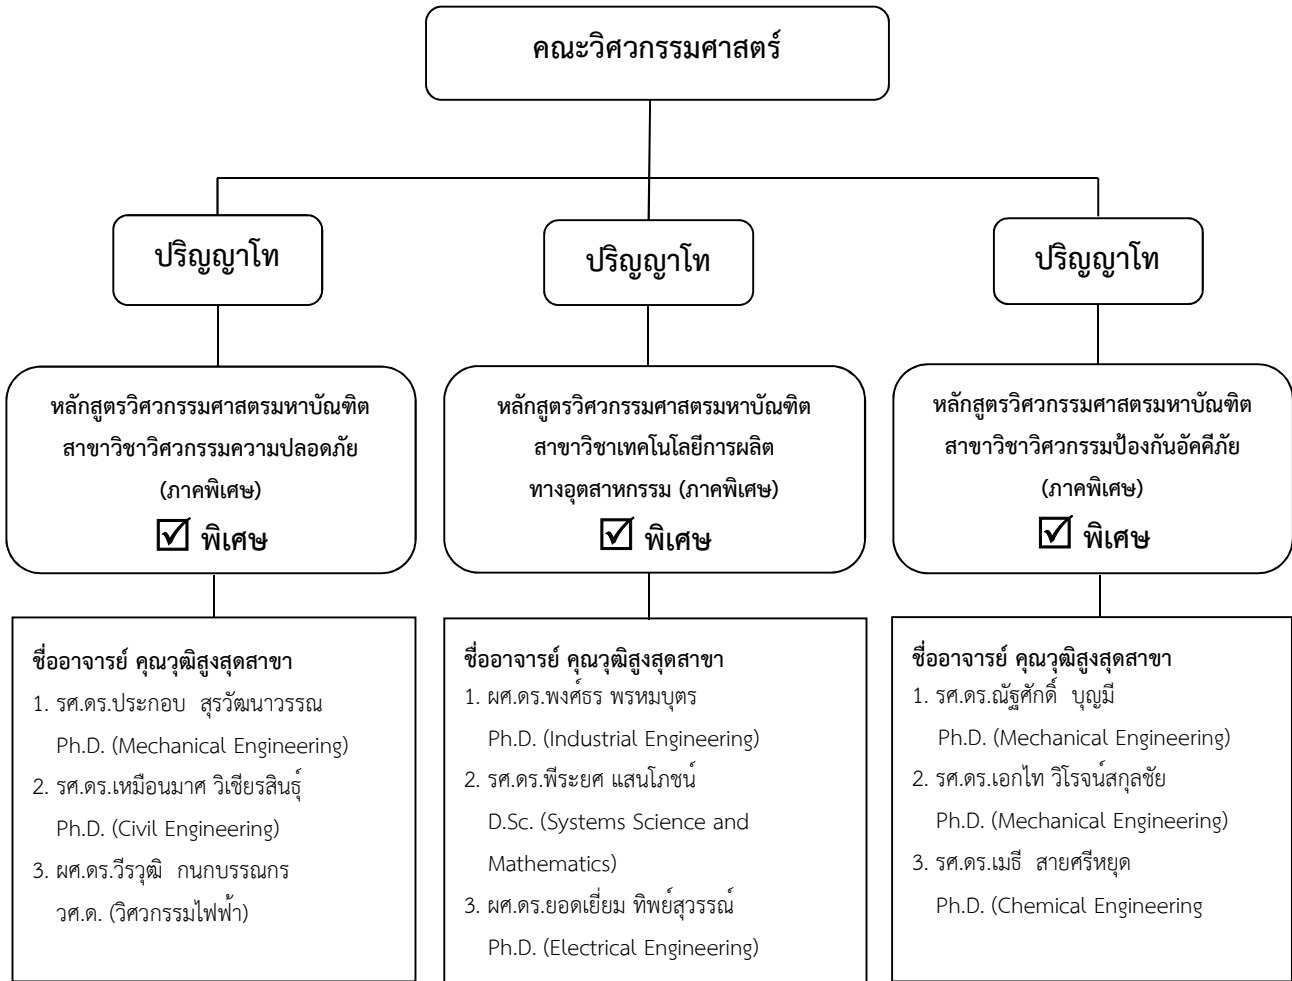 คณะวิศวกรรมศาสตร์
ปริญญาโท
หลักสูตรวิศวกรรมศาสตรมหาบัณฑิต
สาขาวิชาวิศวกรรมความปลอดภัย
(ภาคพิเศษ)
☑ พิเศษ
ชื่ออาจารย์ คุณวุฒิสูงสุดสาขา
1. รศ.ดร.ประกอบ สุรวัฒนาวรรณ
Ph.D. (Mechanical Engineering)
2. รศ.ดร.เหมือนมาศ วิเชียรสินธุ์
Ph.D. (Civil Engineering)
3. ผศ.ดร.วีรวุฒิ กนกบรรณกร
วศ.ด. (วิศวกรรมไฟฟ้า)
ปริญญาโท
หลักสูตรวิศวกรรมศาสตรมหาบัณฑิต
สาขาวิชาเทคโนโลยีการผลิต
ทางอุตสาหกรรม (ภาคพิเศษ)
☑ พิเศษ
ชื่ออาจารย์ คุณวุฒิสูงสุดสาขา
1. ผศ.ดร.พงศ์ธร พรหมบุตร
Ph.D. (Industrial Engineering)
2. รศ.ดร.พีระยศ แสนโภชน์
D.Sc. (Systems Science and
Mathematics)
3. ผศ.ดร.ยอดเยี่ยม ทิพย์สุวรรณ์
Ph.D. (Electrical Engineering)
ปริญญาโท
หลักสูตรวิศวกรรมศาสตรมหาบัณฑิต
สาขาวิชาวิศวกรรมป้องกันอัคคีภัย
(ภาคพิเศษ)
☑ พิเศษ
ชื่ออาจารย์ คุณวุฒิสูงสุดสาขา
1. รศ.ดร.ณัฐศักดิ์ บุญมี
Ph.D. (Mechanical Engineering)
2. รศ.ดร.เอกไท วิโรจน์สกุลชัย
Ph.D. (Mechanical Engineering)
3. รศ.ดร.เมธี สายศรีหยุด
Ph.D. (Chemical Engineering